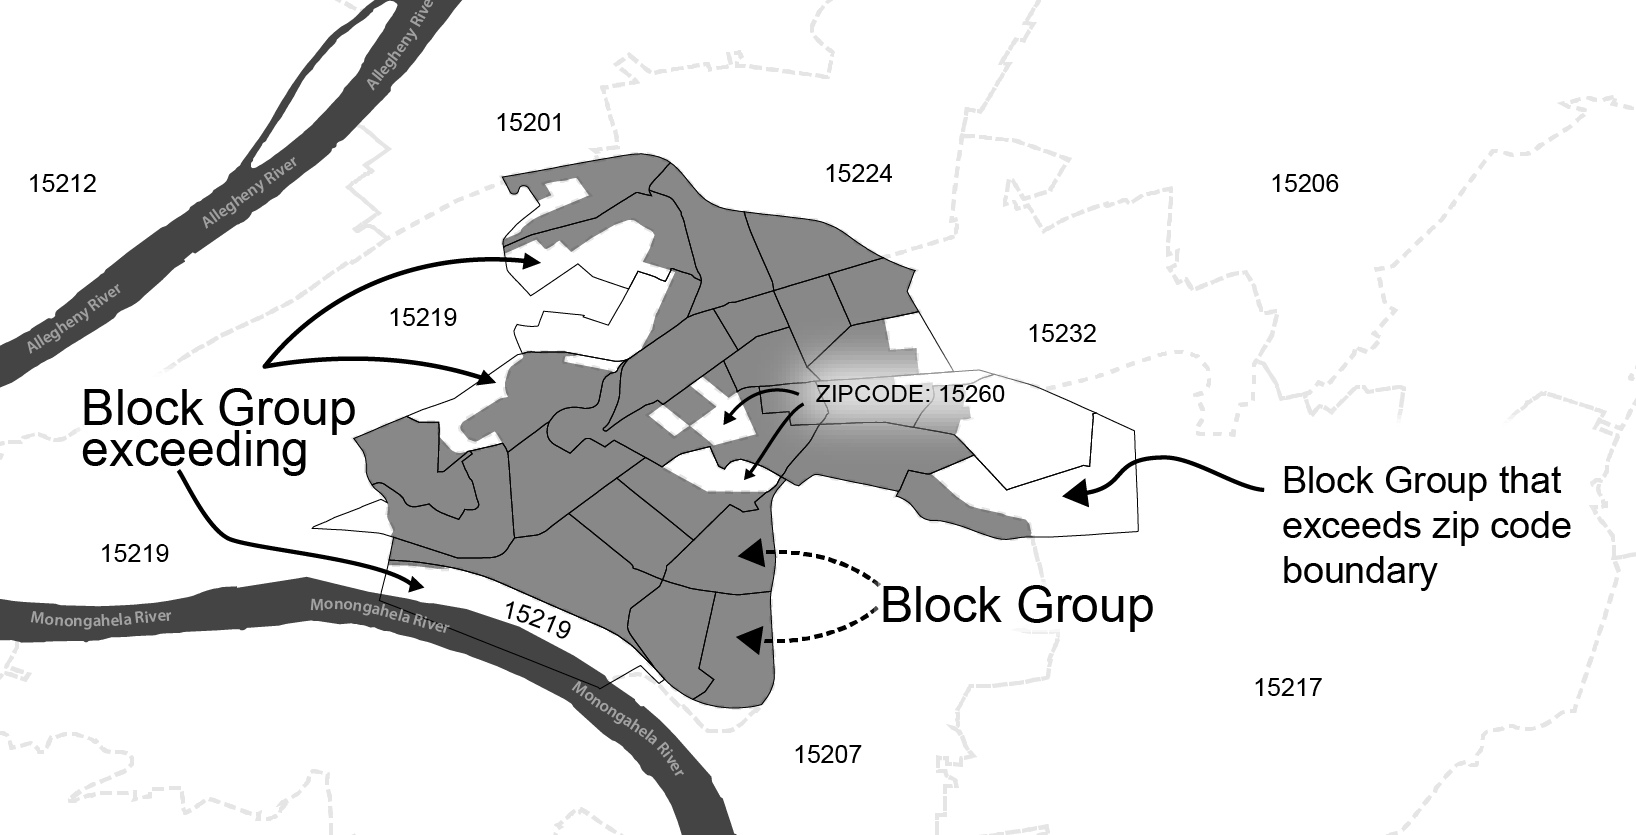 Allegheny River
15201
15212
15224
15206
Allegheny River
Allegheny River
15219
15232
ZIPCODE: 15260
Block Group
exceeding
Block Group that
exceeds zip code
boundary
15219
Block Group
Monongahela River
Monongahela River
15219
Monongahela River
15217
15207